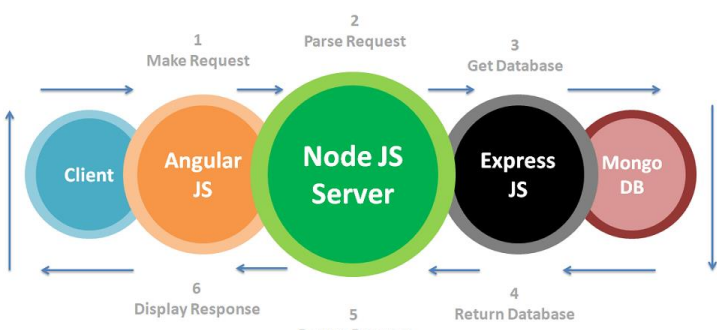 2
Parse Request
1
Make Request
3
Get Database
Client
Angular
JS
Node JS
Server
Express
JS
Mongo
DB
6
Display Response
5
4
Return Database